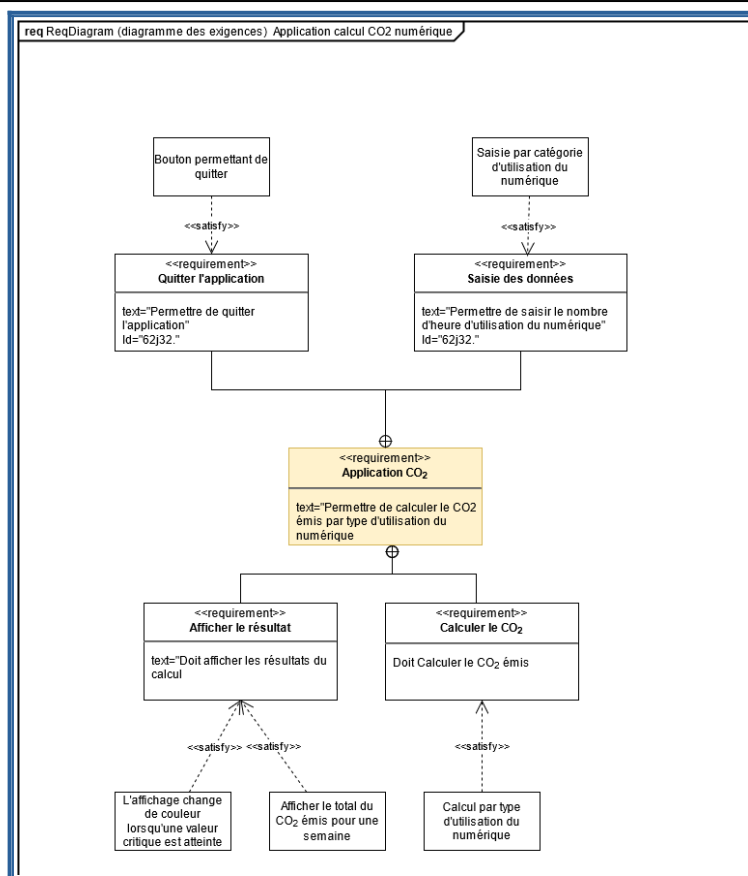 req ReqDiagram (diagramme des exigences) Application calcul CO2 numérique
Bouton permettant de
quitter
Saisie par catégorie
d'utilisation du
numérique
<<satisfy>>
<<satisfy>>
<<requirement>>
Quitter l'application
text="Permettre de quitter
l'application"
Id="62j32."
<<requirement>>
Saisie des données
text="Permettre de saisir le nombre
d'heure d'utilisation du numérique"
Id="62j32."
<<requirement>>
Application CO₂
text="Permettre de calculer le CO2
émis par type d'utilisation du
numérique
<<requirement>>
Afficher le résultat
text="Doit afficher les résultats du
calcul
<<requirement>>
Calculer le CO₂
Doit Calculer le CO₂ émis
<<satisfy>>
<<satisfy>>
<<satisfy>>
L'affichage change
de couleur
lorsqu'une valeur
critique est atteinte
Afficher le total du
CO₂ émis pour une
semaine
Calcul par type
d'utilisation du
numérique